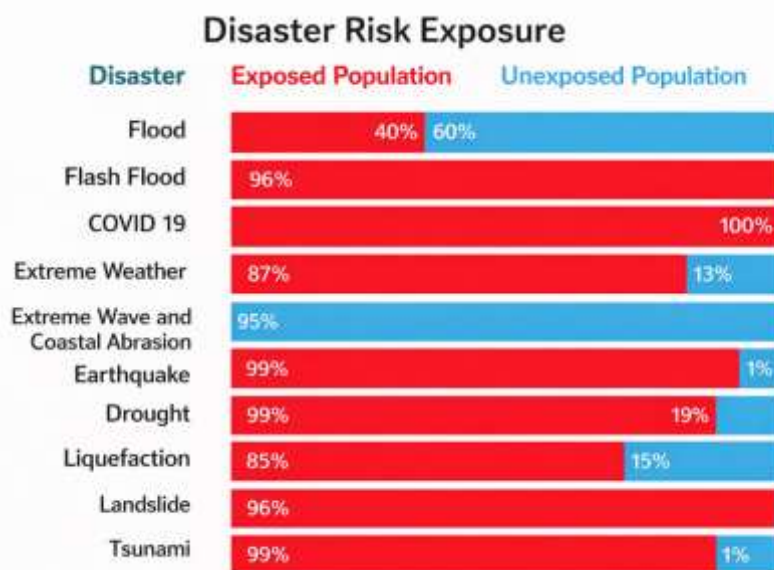 Disaster Risk Exposure
Disaster Exposed Population Unexposed Population
Flood 40% 60%
Flash Flood 96%
COVID 19 100%
Extreme Weather 87% 13%
Extreme Wave and
Coastal Abrasion 95%
Earthquake 99% 1%
Drought 99% 19%
Liquefaction 85% 15%
Landslide 96%
Tsunami 99% 1%